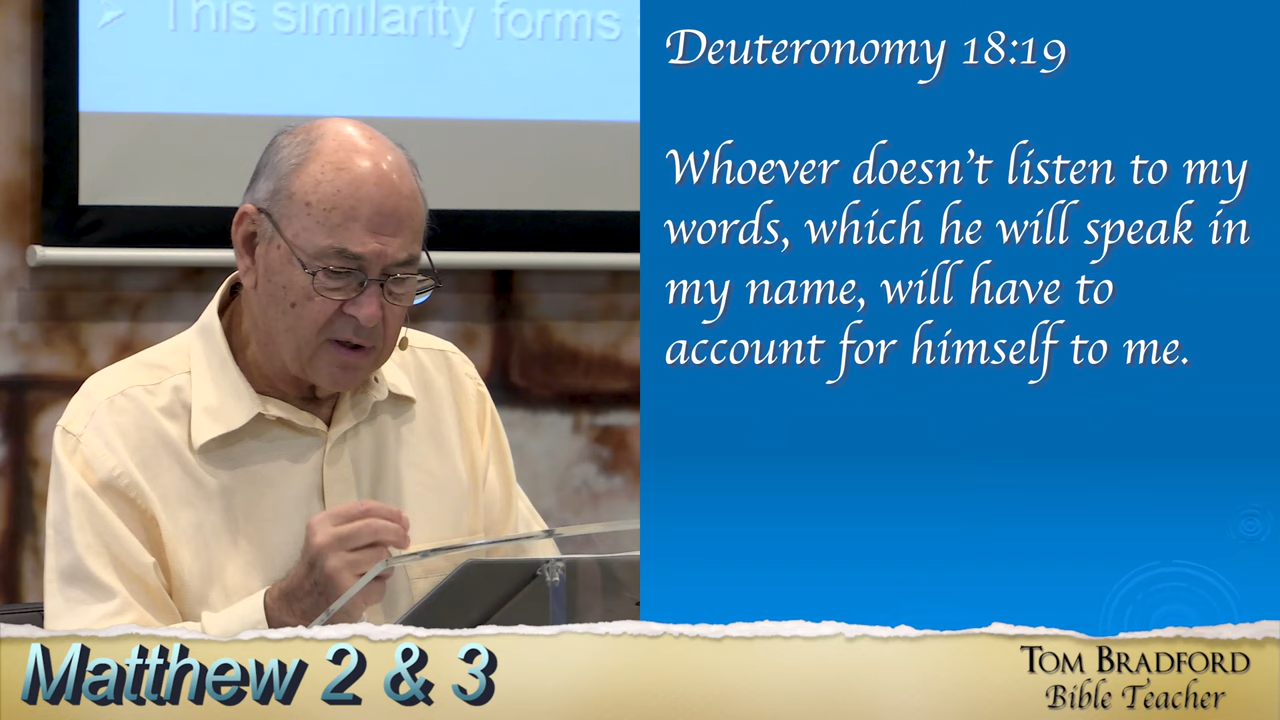 This similarity forms
Deuteronomy 18:19
Whoever doesn't listen to my
words, which he will speak in
my name, will have to
account for himself to me.
Matthew 2 & 3
TOM BRADFORD
Bible Teacher